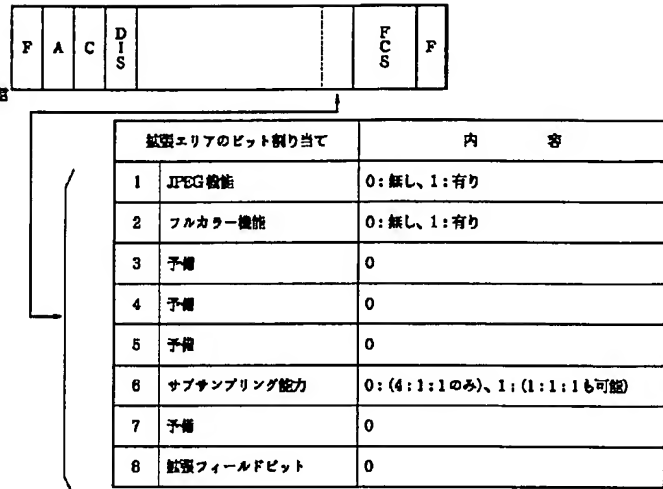 F A C DIS FCS F
拡張エリアのビット割り当て 内 容
1 JPEG機能 0:無し、1:有り
2 フルカラー機能 0:無し、1:有り
3 予備 0
4 予備 0
5 予備 0
6 サブサンプリング能力 0:(4:1:1のみ)、1:(1:1:1も可能)
7 予備 0
8 拡張フィールドビット 0